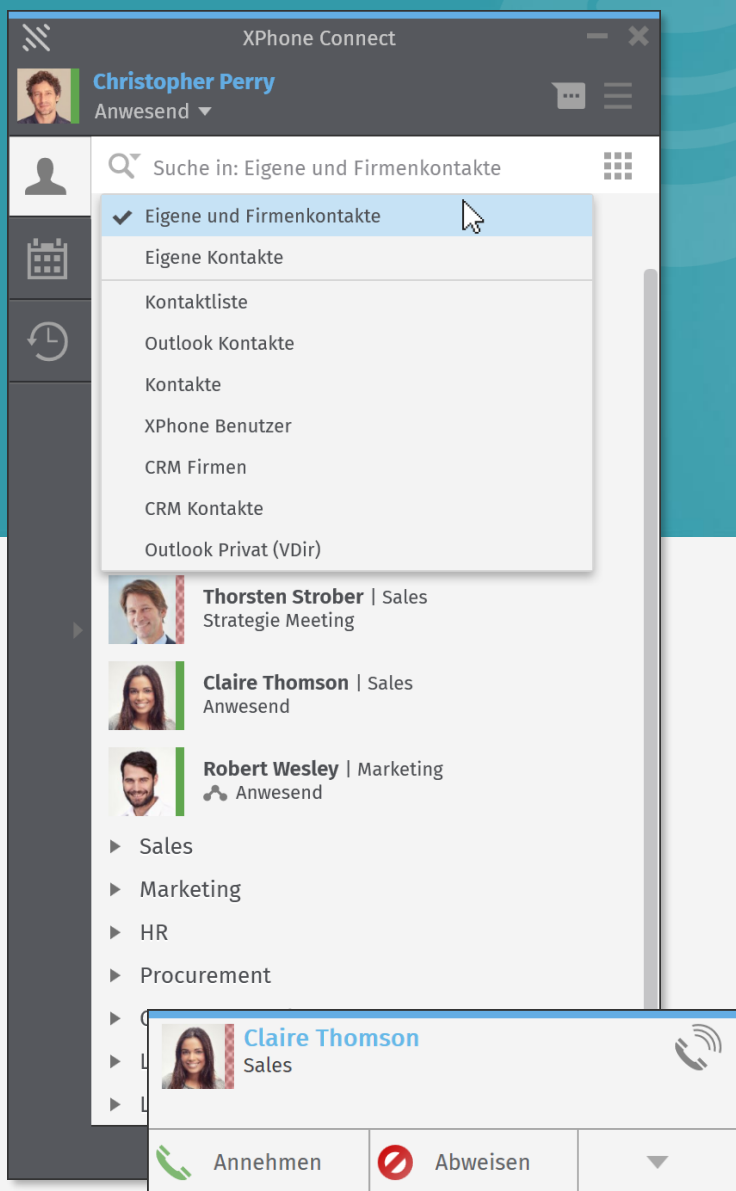 XPhone Connect
Christopher Perry
Anwesend
Suche in: Eigene und Firmenkontakte
Eigene und Firmenkontakte
Eigene Kontakte
Kontaktliste
Outlook Kontakte
Kontakte
XPhone Benutzer
CRM Firmen
CRM Kontakte
Outlook Privat (VDir)
Thorsten Strober | Sales
Strategie Meeting
Claire Thomson | Sales
Anwesend
Robert Wesley | Marketing
Anwesend
Sales
Marketing
HR
Procurement
Claire Thomson
Sales
Annehmen
Abweisen